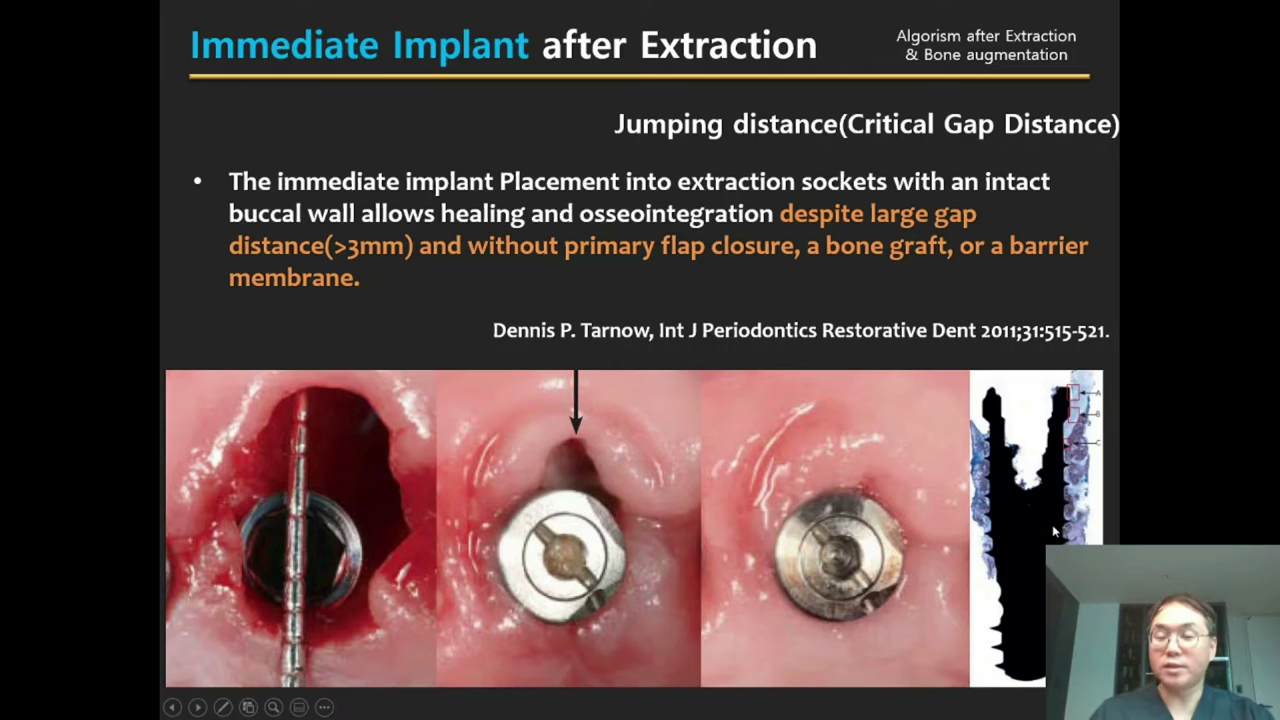 Immediate Implant after Extraction
Algorism after Extraction
& Bone augmentation
Jumping distance(Critical Gap Distance)
• The immediate implant Placement into extraction sockets with an intact
buccal wall allows healing and osseointegration despite large gap
distance(>3mm) and without primary flap closure, a bone graft, or a barrier
membrane.
Dennis P. Tarnow, Int J Periodontics Restorative Dent 2011;31:515-521.
A
B
C